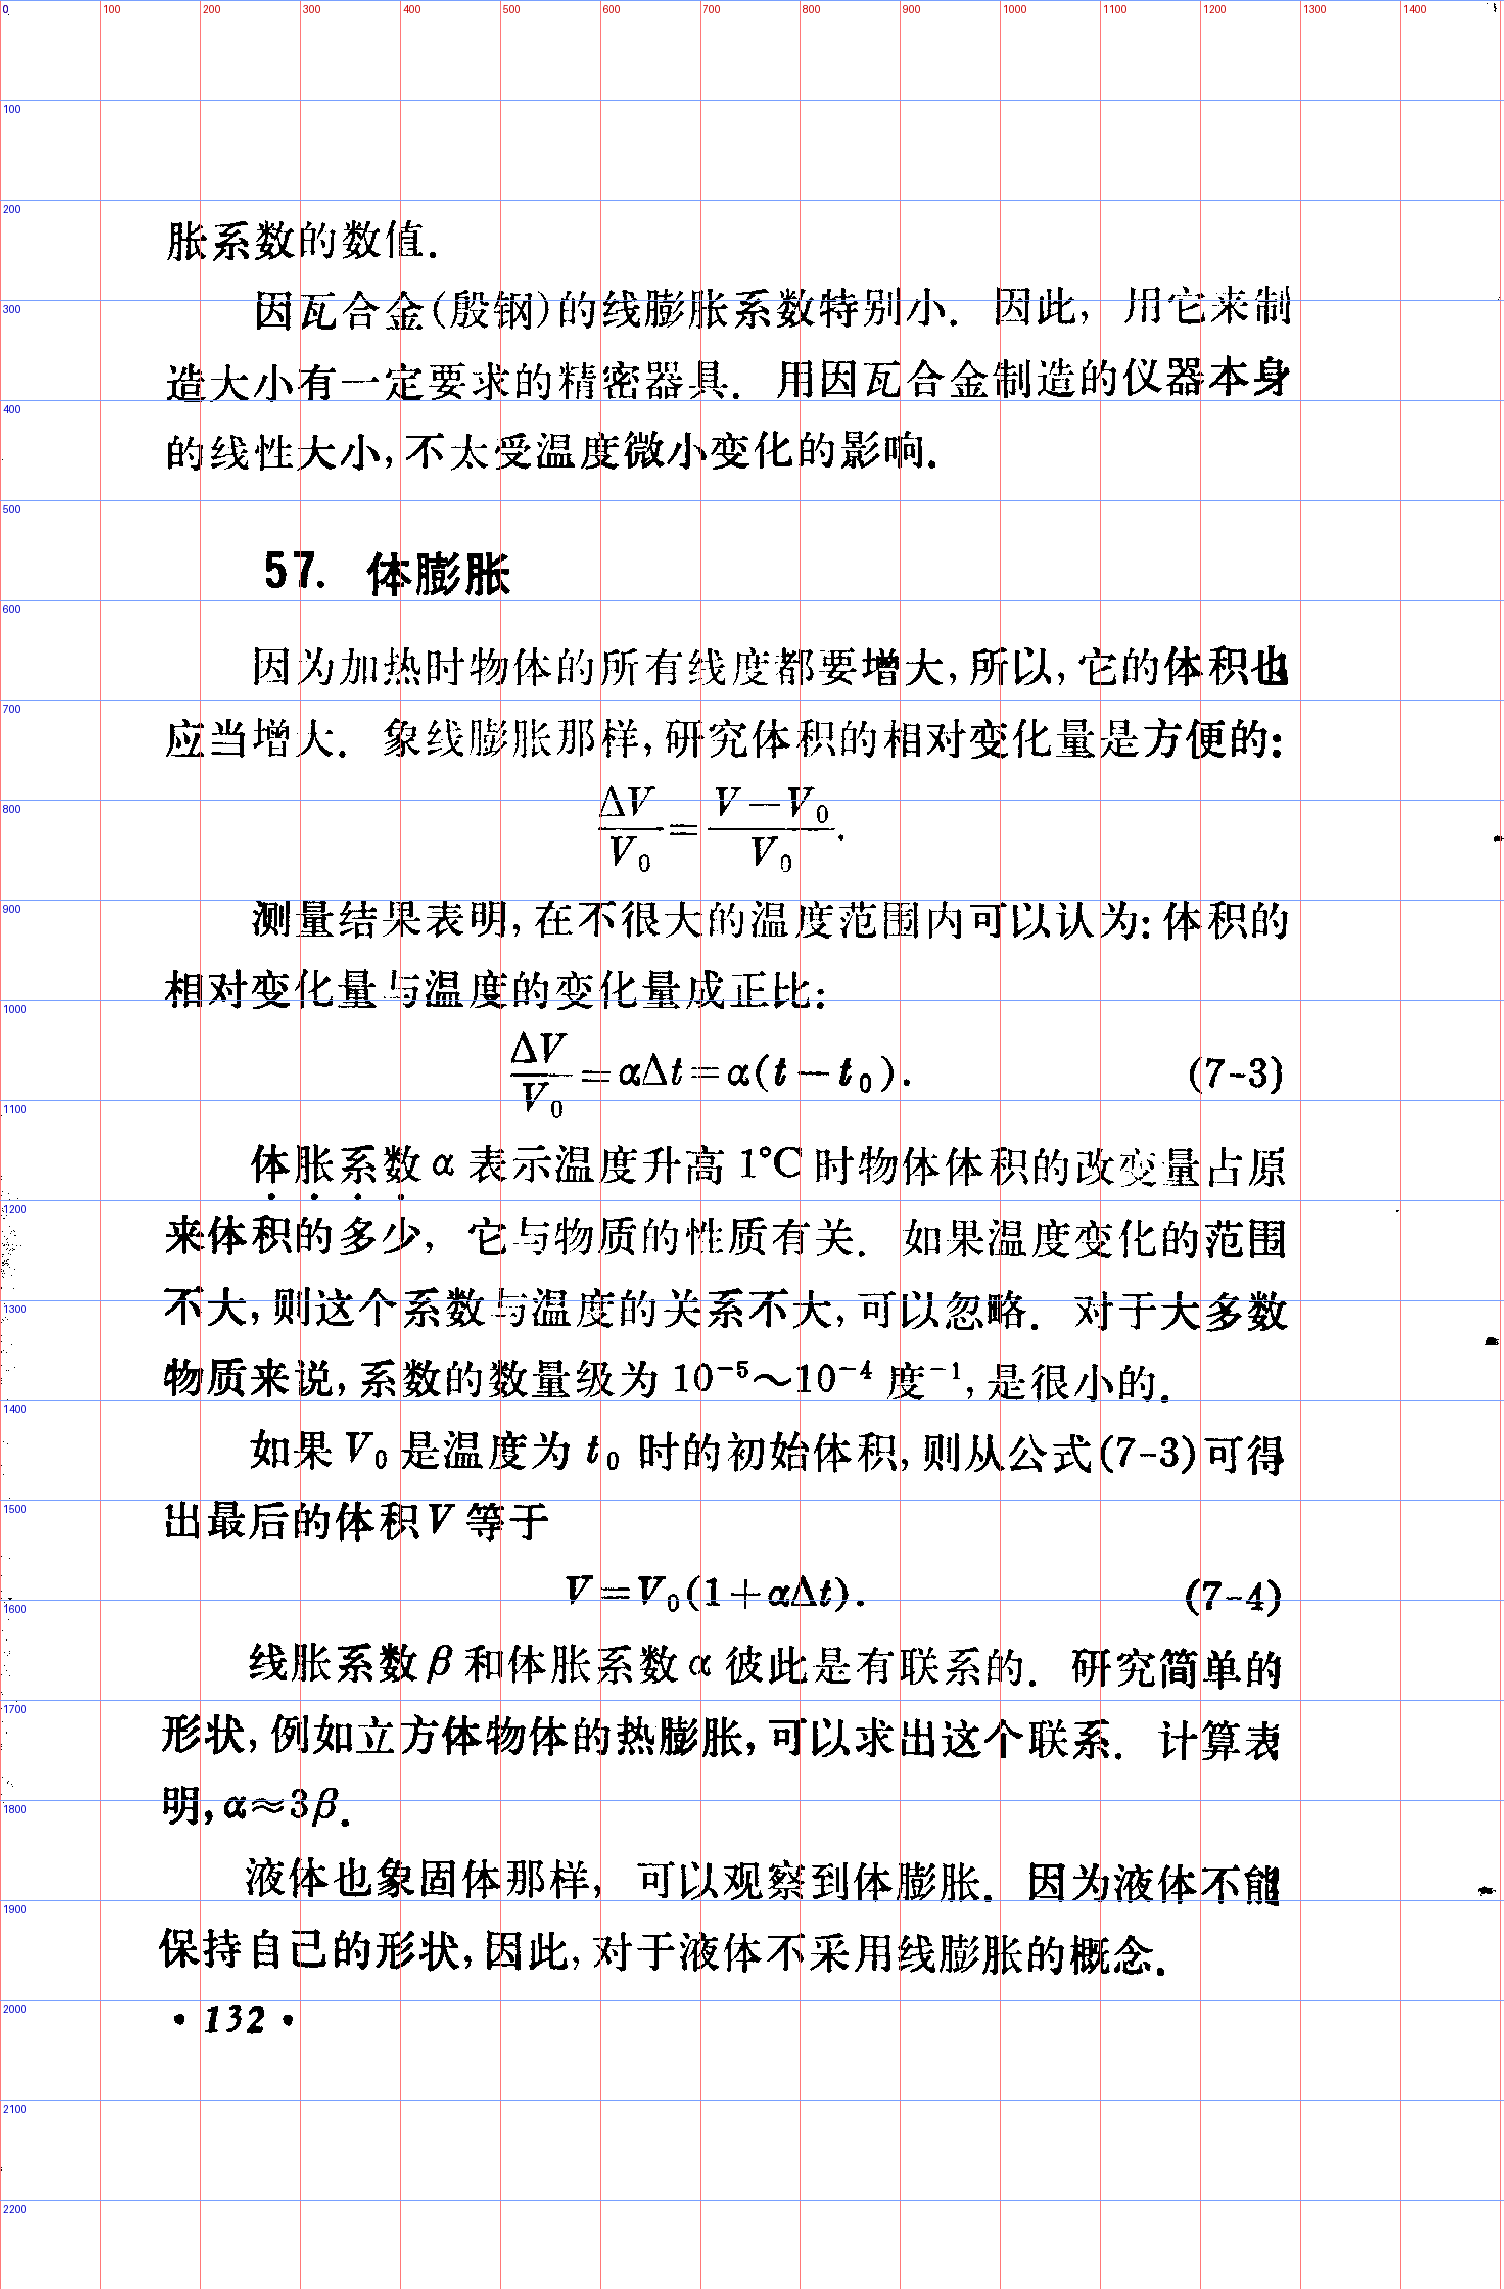 胀系数的数值.
因瓦合金(殷钢)的线膨胀系数特别小. 因此, 用它来制
造大小有一定要求的精密器具. 用因瓦合金制造的仪器本身
的线性大小, 不太受温度微小变化的影响.
57. 体膨胀
因为加热时物体的所有线度都要增大, 所以, 它的体积也
应当增大. 象线膨胀那样, 研究体积的相对变化量是方便的:
ΔV/V₀ = (V－V₀)/V₀.
测量结果表明, 在不很大的温度范围内可以认为: 体积的
相对变化量与温度的变化量成正比:
ΔV/V₀ = αΔt = α(t－t₀). (7-3)
体胀系数 α 表示温度升高 1°C 时物体体积的改变量占原
来体积的多少, 它与物质的性质有关. 如果温度变化的范围
不大, 则这个系数与温度的关系不大, 可以忽略. 对于大多数
物质来说, 系数的数量级为 10⁻⁵～10⁻⁴ 度⁻¹, 是很小的.
如果 V₀ 是温度为 t₀ 时的初始体积, 则从公式(7-3)可得
出最后的体积 V 等于
V＝V₀(1＋αΔt). (7-4)
线胀系数 β 和体胀系数 α 彼此是有联系的. 研究简单的
形状, 例如立方体物体的热膨胀, 可以求出这个联系. 计算表
明, α≈3β.
液体也象固体那样, 可以观察到体膨胀. 因为液体不能
保持自己的形状, 因此, 对于液体不采用线膨胀的概念.
• 132 •